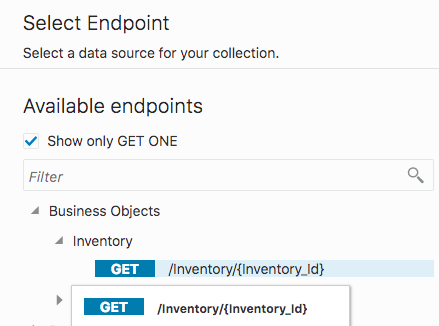 Select Endpoint
Select a data source for your collection.
Available endpoints
Show only GET ONE
Filter
Business Objects
Inventory
GET /Inventory/{Inventory_Id}
GET /Inventory/{Inventory_Id}